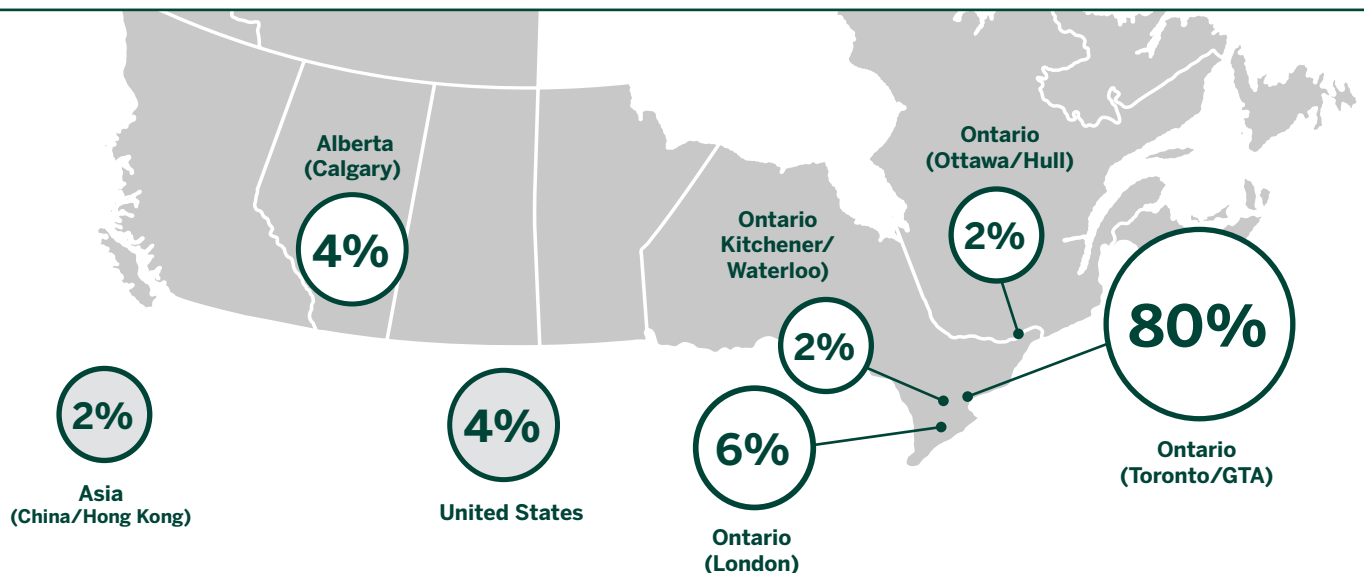 Alberta
(Calgary)
4%
Ontario
(Ottawa/Hull)
2%
Ontario
Kitchener/
Waterloo)
2%
80%
Ontario
(Toronto/GTA)
2%
Asia
(China/Hong Kong)
4%
United States
6%
Ontario
(London)